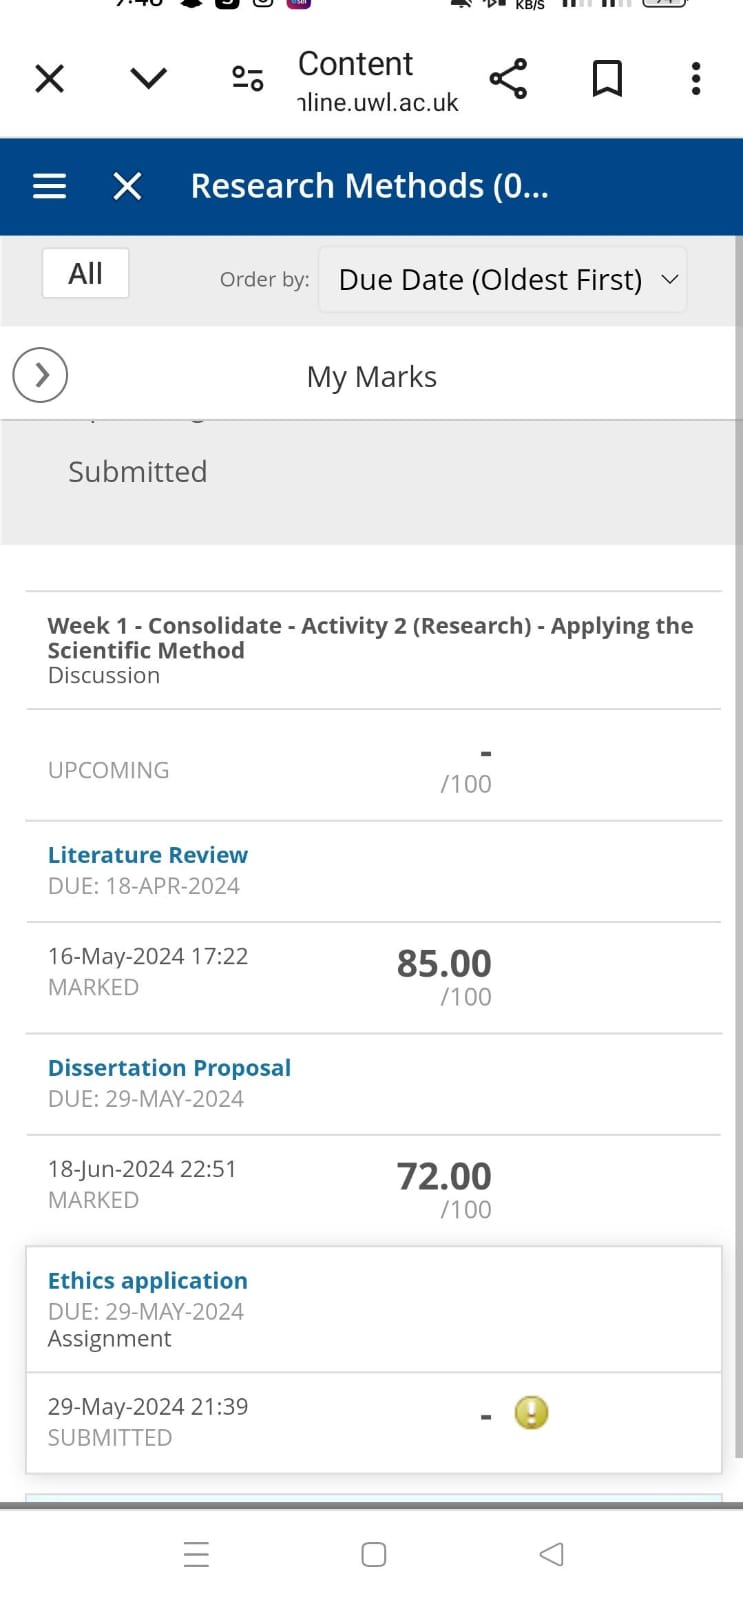 KB/S
Content
nline.uwl.ac.uk
Research Methods (0...
All
Order by: Due Date (Oldest First)
My Marks
Submitted
Week 1 - Consolidate - Activity 2 (Research) - Applying the
Scientific Method
Discussion
-
UPCOMING
/100
Literature Review
DUE: 18-APR-2024
16-May-2024 17:22 85.00
MARKED /100
Dissertation Proposal
DUE: 29-MAY-2024
18-Jun-2024 22:51 72.00
MARKED /100
Ethics application
DUE: 29-MAY-2024
Assignment
29-May-2024 21:39 -
SUBMITTED